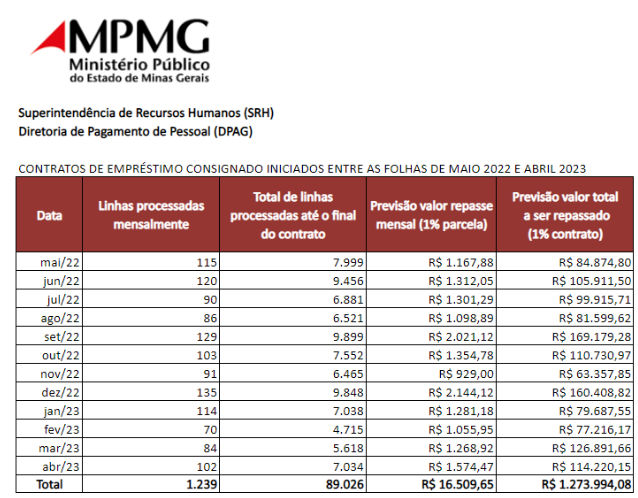 MPMG
Ministério Público
do Estado de Minas Gerais
Superintendência de Recursos Humanos (SRH)
Diretoria de Pagamento de Pessoal (DPAG)
CONTRATOS DE EMPRÉSTIMO CONSIGNADO INICIADOS ENTRE AS FOLHAS DE MAIO 2022 E ABRIL 2023
Data
Linhas processadas
mensalmente
Total de linhas
processadas até o final
do contrato
Previsão valor repasse
mensal (1% parcela)
Previsão valor total
a ser repassado
(1% contrato)
mai/22 115 7.999 R$ 1.167,88 R$ 84.874,80
jun/22 120 9.456 R$ 1.312,05 R$ 105.911,50
jul/22 90 6.881 R$ 1.301,29 R$ 99.915,71
ago/22 86 6.521 R$ 1.098,89 R$ 81.599,62
set/22 129 9.899 R$ 2.021,12 R$ 169.179,28
out/22 103 7.552 R$ 1.354,78 R$ 110.730,97
nov/22 91 6.465 R$ 929,00 R$ 63.357,85
dez/22 135 9.848 R$ 2.144,12 R$ 160.408,82
jan/23 114 7.038 R$ 1.281,18 R$ 79.687,55
fev/23 70 4.715 R$ 1.055,95 R$ 77.216,17
mar/23 84 5.618 R$ 1.268,92 R$ 126.891,66
abr/23 102 7.034 R$ 1.574,47 R$ 114.220,15
Total 1.239 89.026 R$ 16.509,65 R$ 1.273.994,08